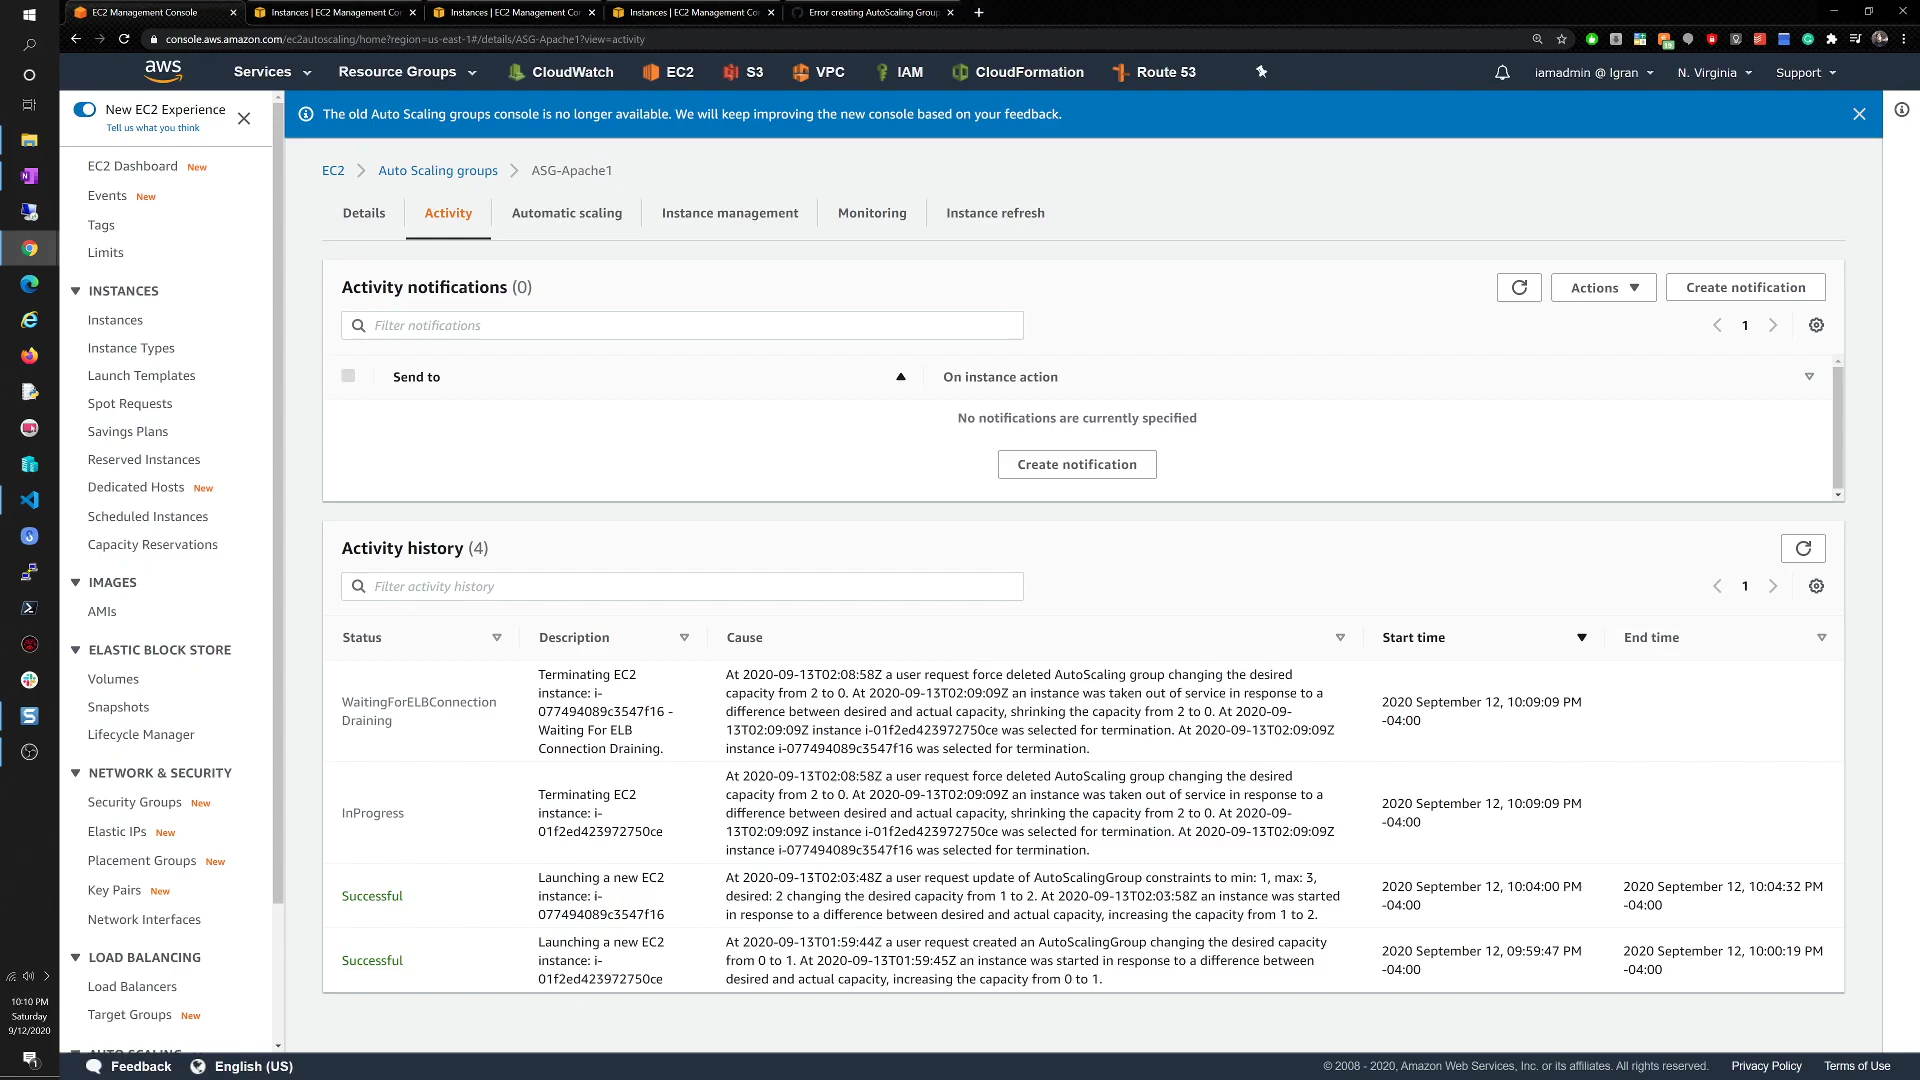 EC2 Management Console
Instances | EC2 Management Cor
Instances | EC2 Management Cor
Instances | EC2 Management Cor
Error creating AutoScaling Group
console.aws.amazon.com/ec2autoscaling/home?region=us-east-1#/details/ASG-Apache1?view=activity
aws
Services
Resource Groups
CloudWatch
EC2
S3
VPC
IAM
CloudFormation
Route 53
iamadmin @ lgran
N. Virginia
Support
New EC2 Experience
Tell us what you think
The old Auto Scaling groups console is no longer available. We will keep improving the new console based on your feedback.
EC2 Dashboard New
Events New
Tags
Limits
INSTANCES
Instances
Instance Types
Launch Templates
Spot Requests
Savings Plans
Reserved Instances
Dedicated Hosts New
Scheduled Instances
Capacity Reservations
IMAGES
AMIs
ELASTIC BLOCK STORE
Volumes
Snapshots
Lifecycle Manager
NETWORK & SECURITY
Security Groups New
Elastic IPs New
Placement Groups New
Key Pairs New
Network Interfaces
LOAD BALANCING
Load Balancers
Target Groups New
AUTO SCALING
EC2 > Auto Scaling groups > ASG-Apache1
Details
Activity
Automatic scaling
Instance management
Monitoring
Instance refresh
Activity notifications (0)
Actions
Create notification
Filter notifications
1
Send to
On instance action
No notifications are currently specified
Create notification
Activity history (4)
Filter activity history
1
Status
Description
Cause
Start time
End time
WaitingForELBConnection
Draining
Terminating EC2
instance: i-
077494089c3547f16 -
Waiting For ELB
Connection Draining.
At 2020-09-13T02:08:58Z a user request force deleted AutoScaling group changing the desired
capacity from 2 to 0. At 2020-09-13T02:09:09Z an instance was taken out of service in response to a
difference between desired and actual capacity, shrinking the capacity from 2 to 0. At 2020-09-
13T02:09:09Z instance i-01f2ed423972750ce was selected for termination. At 2020-09-13T02:09:09Z
instance i-077494089c3547f16 was selected for termination.
2020 September 12, 10:09:09 PM
-04:00
InProgress
Terminating EC2
instance: i-
01f2ed423972750ce
At 2020-09-13T02:08:58Z a user request force deleted AutoScaling group changing the desired
capacity from 2 to 0. At 2020-09-13T02:09:09Z an instance was taken out of service in response to a
difference between desired and actual capacity, shrinking the capacity from 2 to 0. At 2020-09-
13T02:09:09Z instance i-01f2ed423972750ce was selected for termination. At 2020-09-13T02:09:09Z
instance i-077494089c3547f16 was selected for termination.
2020 September 12, 10:09:09 PM
-04:00
Successful
Launching a new EC2
instance: i-
077494089c3547f16
At 2020-09-13T02:03:48Z a user request update of AutoScalingGroup constraints to min: 1, max: 3,
desired: 2 changing the desired capacity from 1 to 2. At 2020-09-13T02:03:58Z an instance was started
in response to a difference between desired and actual capacity, increasing the capacity from 1 to 2.
2020 September 12, 10:04:00 PM
-04:00
2020 September 12, 10:04:32 PM
-04:00
Successful
Launching a new EC2
instance: i-
01f2ed423972750ce
At 2020-09-13T01:59:44Z a user request created an AutoScalingGroup changing the desired capacity
from 0 to 1. At 2020-09-13T01:59:45Z an instance was started in response to a difference between
desired and actual capacity, increasing the capacity from 0 to 1.
2020 September 12, 09:59:47 PM
-04:00
2020 September 12, 10:00:19 PM
-04:00
10:10 PM
Saturday
9/12/2020
Feedback
English (US)
© 2008 - 2020, Amazon Web Services, Inc. or its affiliates. All rights reserved.
Privacy Policy
Terms of Use